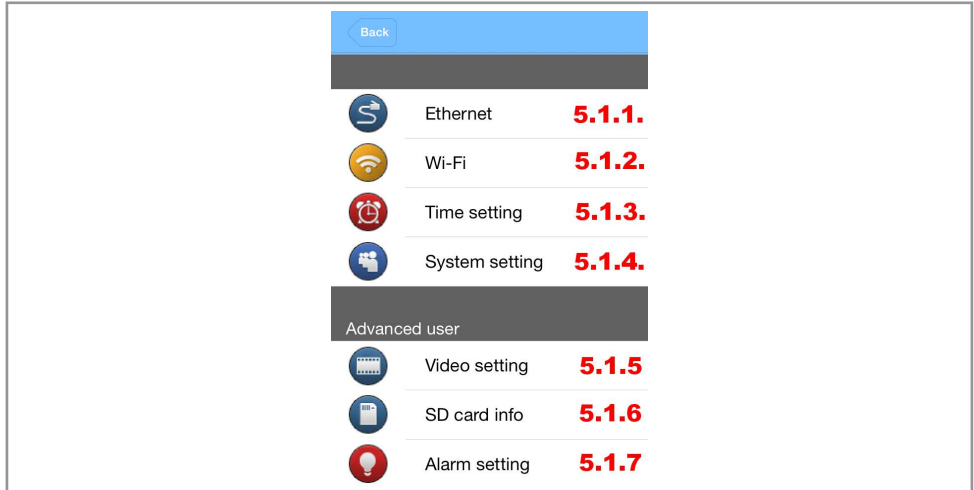 Back
Ethernet 5.1.1.
Wi-Fi 5.1.2.
Time setting 5.1.3.
System setting 5.1.4.
Advanced user
Video setting 5.1.5
SD card info 5.1.6
Alarm setting 5.1.7